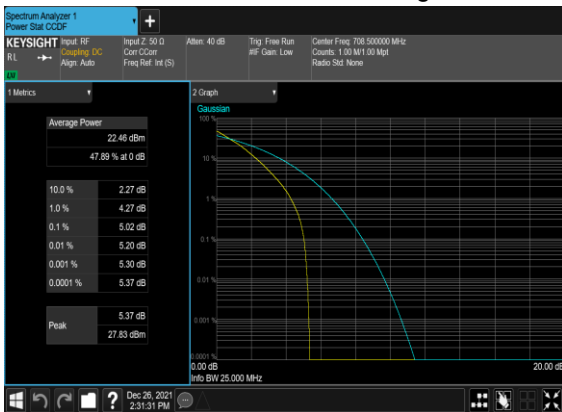 Spectrum Analyzer 1
Power Stat CCDF
KEYSIGHT
RL
LV
Input: RF
Coupling: DC
Align: Auto
Input Z: 50 Ω
Corr CCorr
Freq Ref: Int (S)
Atten: 40 dB
Trig: Free Run
#IF Gain: Low
Center Freq: 708.500000 MHz
Counts: 1.00 M/1.00 Mpt
Radio Std: None
1 Metrics
Average Power
22.46 dBm
47.89 % at 0 dB
10.0 % 2.27 dB
1.0 % 4.27 dB
0.1 % 5.02 dB
0.01 % 5.20 dB
0.001 % 5.30 dB
0.0001 % 5.37 dB
Peak
5.37 dB
27.83 dBm
2 Graph
Gaussian
100 %
10 %
1 %
0.1 %
0.01 %
0.001 %
0.0001 %
0.00 dB
20.00 dB
Info BW 25.000 MHz
?
Dec 26, 2021
2:31:31 PM